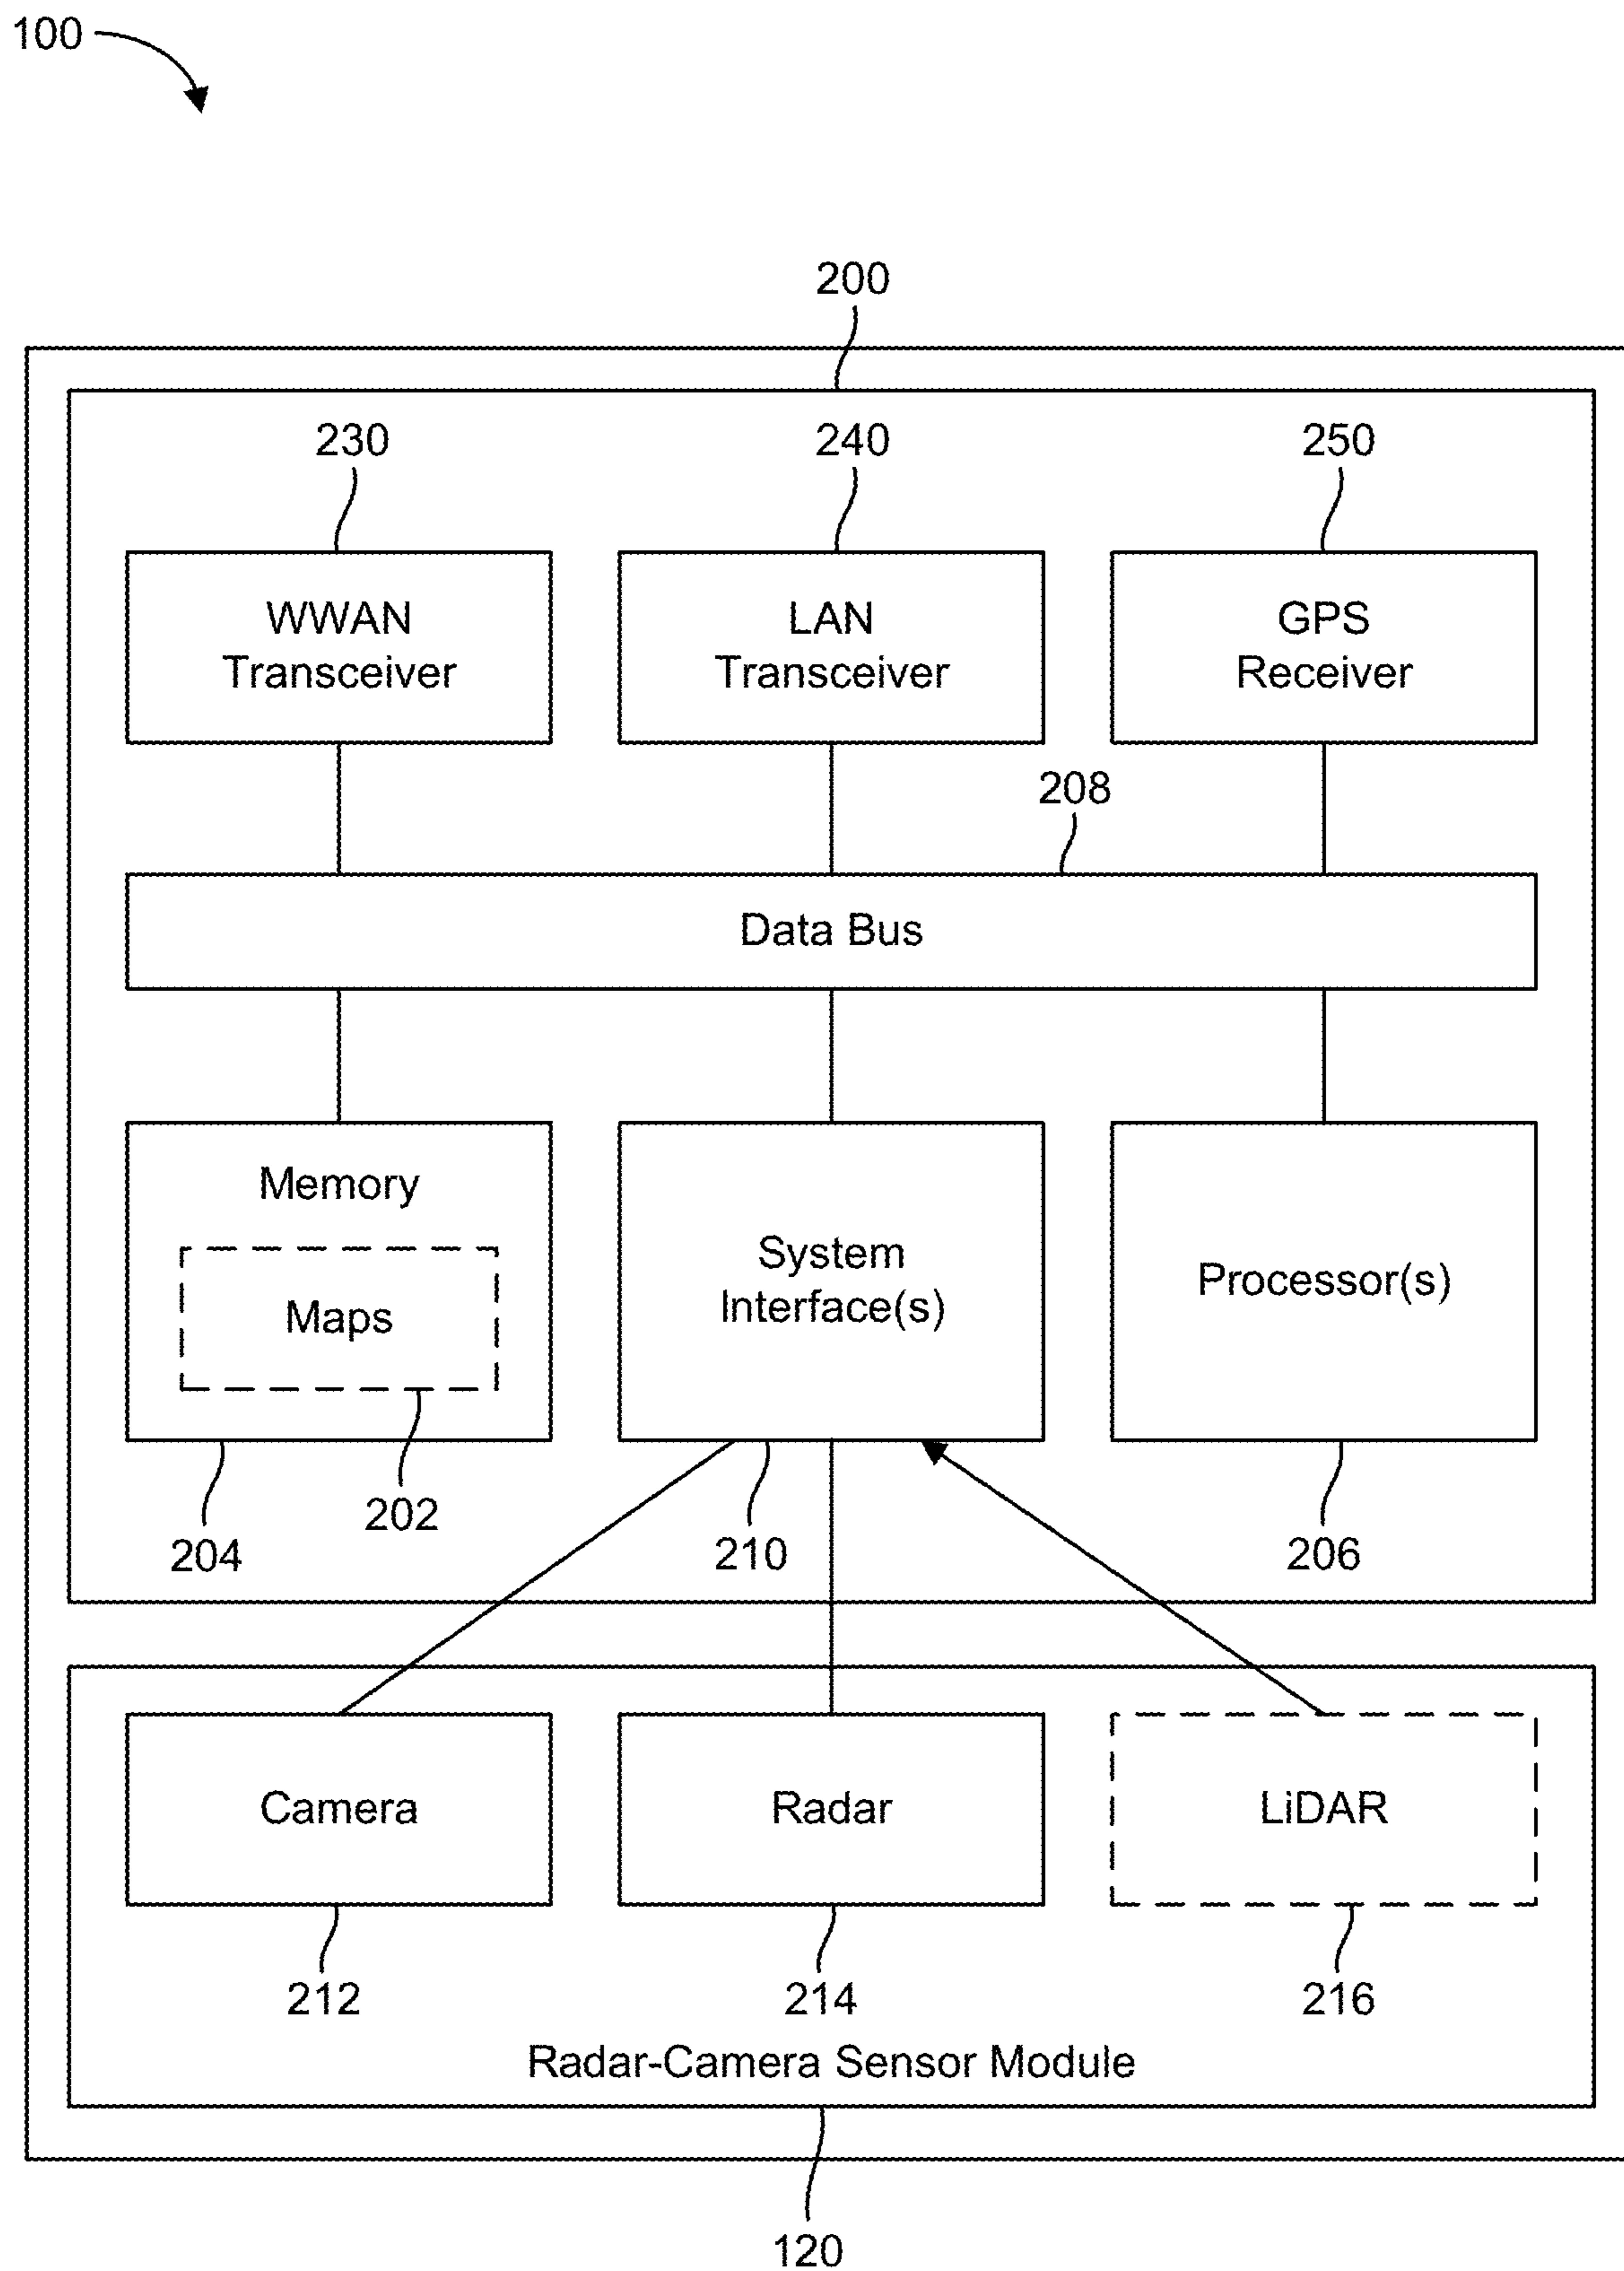 100
200
230
240
250
WWAN
Transceiver
LAN
Transceiver
GPS
Receiver
208
Data Bus
Memory
Maps
System
Interface(s)
Processor(s)
202
204
210
206
Camera
Radar
LiDAR
212
214
216
Radar-Camera Sensor Module
120